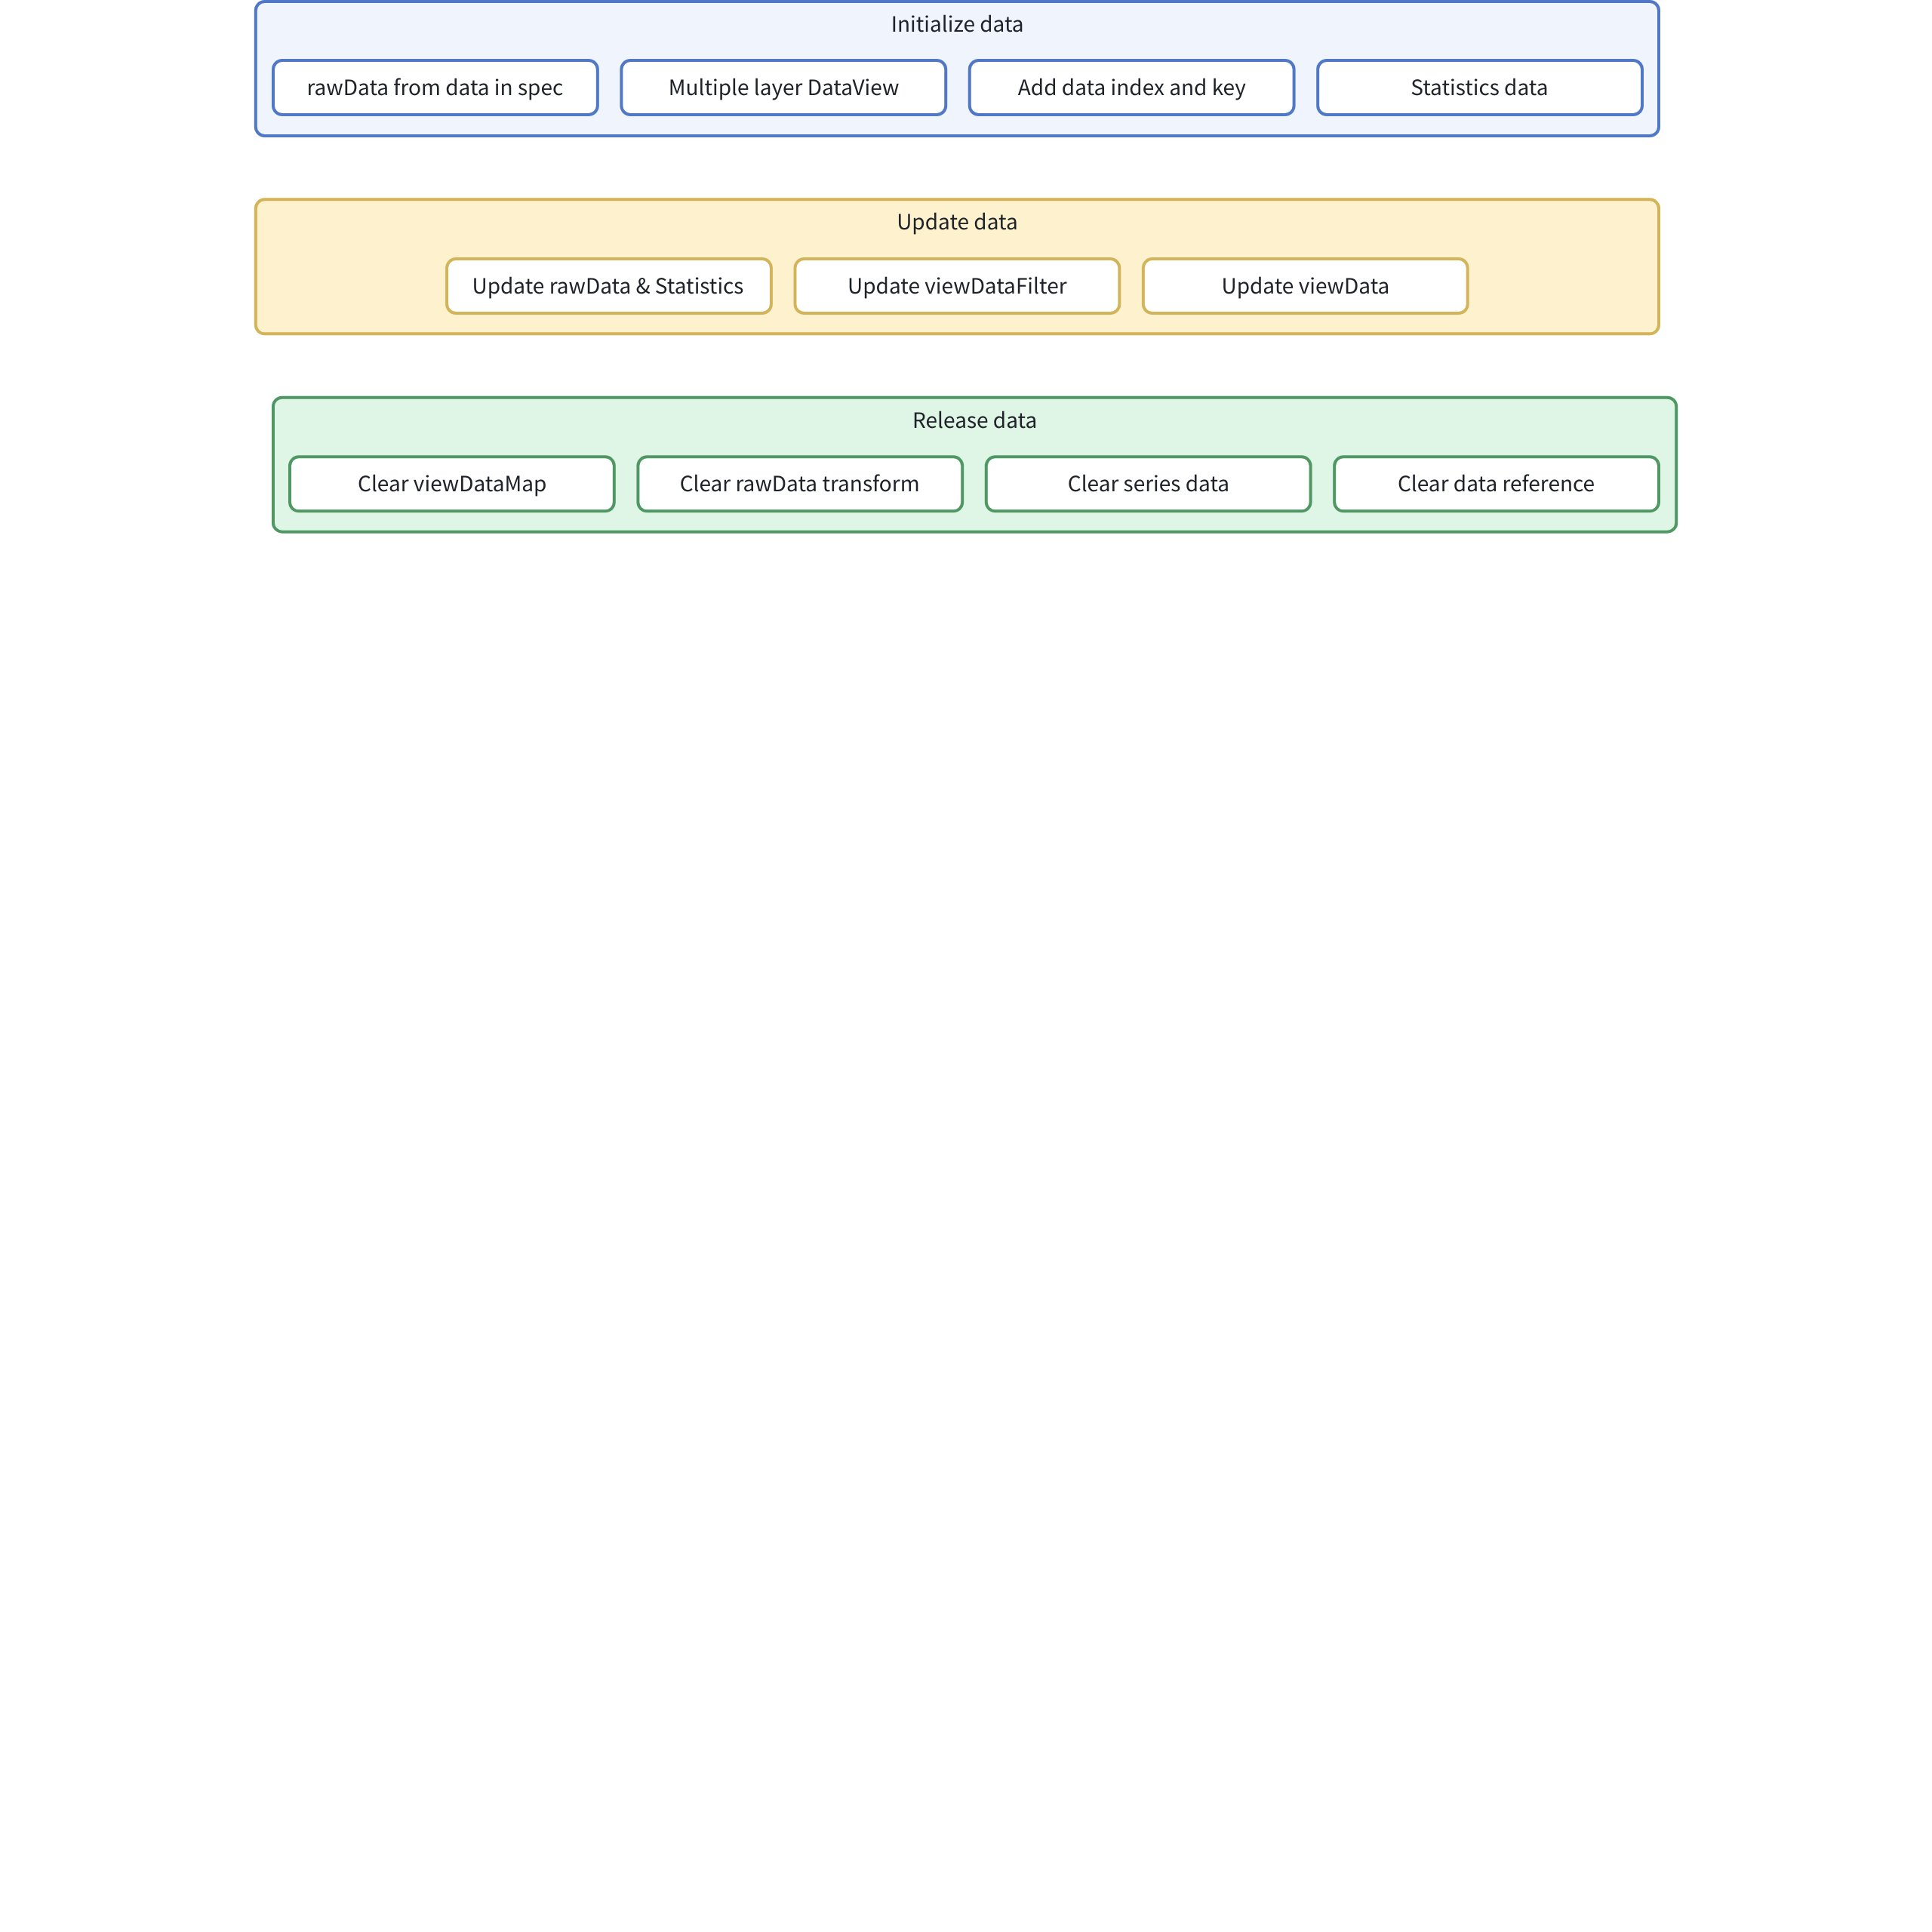 Initialize data
rawData from data in spec
Multiple layer DataView
Add data index and key
Statistics data
Update data
Update rawData & Statistics
Update viewDataFilter
Update viewData
Release data
Clear viewDataMap
Clear rawData transform
Clear series data
Clear data reference